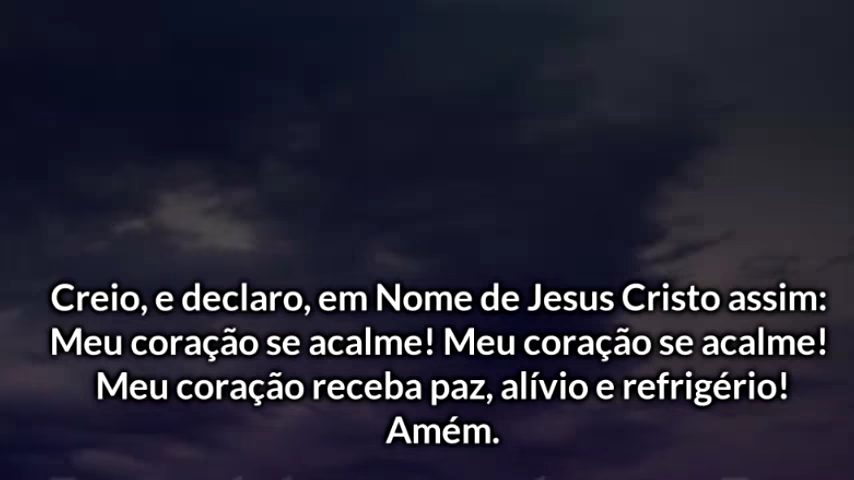 Creio, e declaro, em Nome de Jesus Cristo assim:
Meu coração se acalme! Meu coração se acalme!
Meu coração receba paz, alívio e refrigério!
Amém.